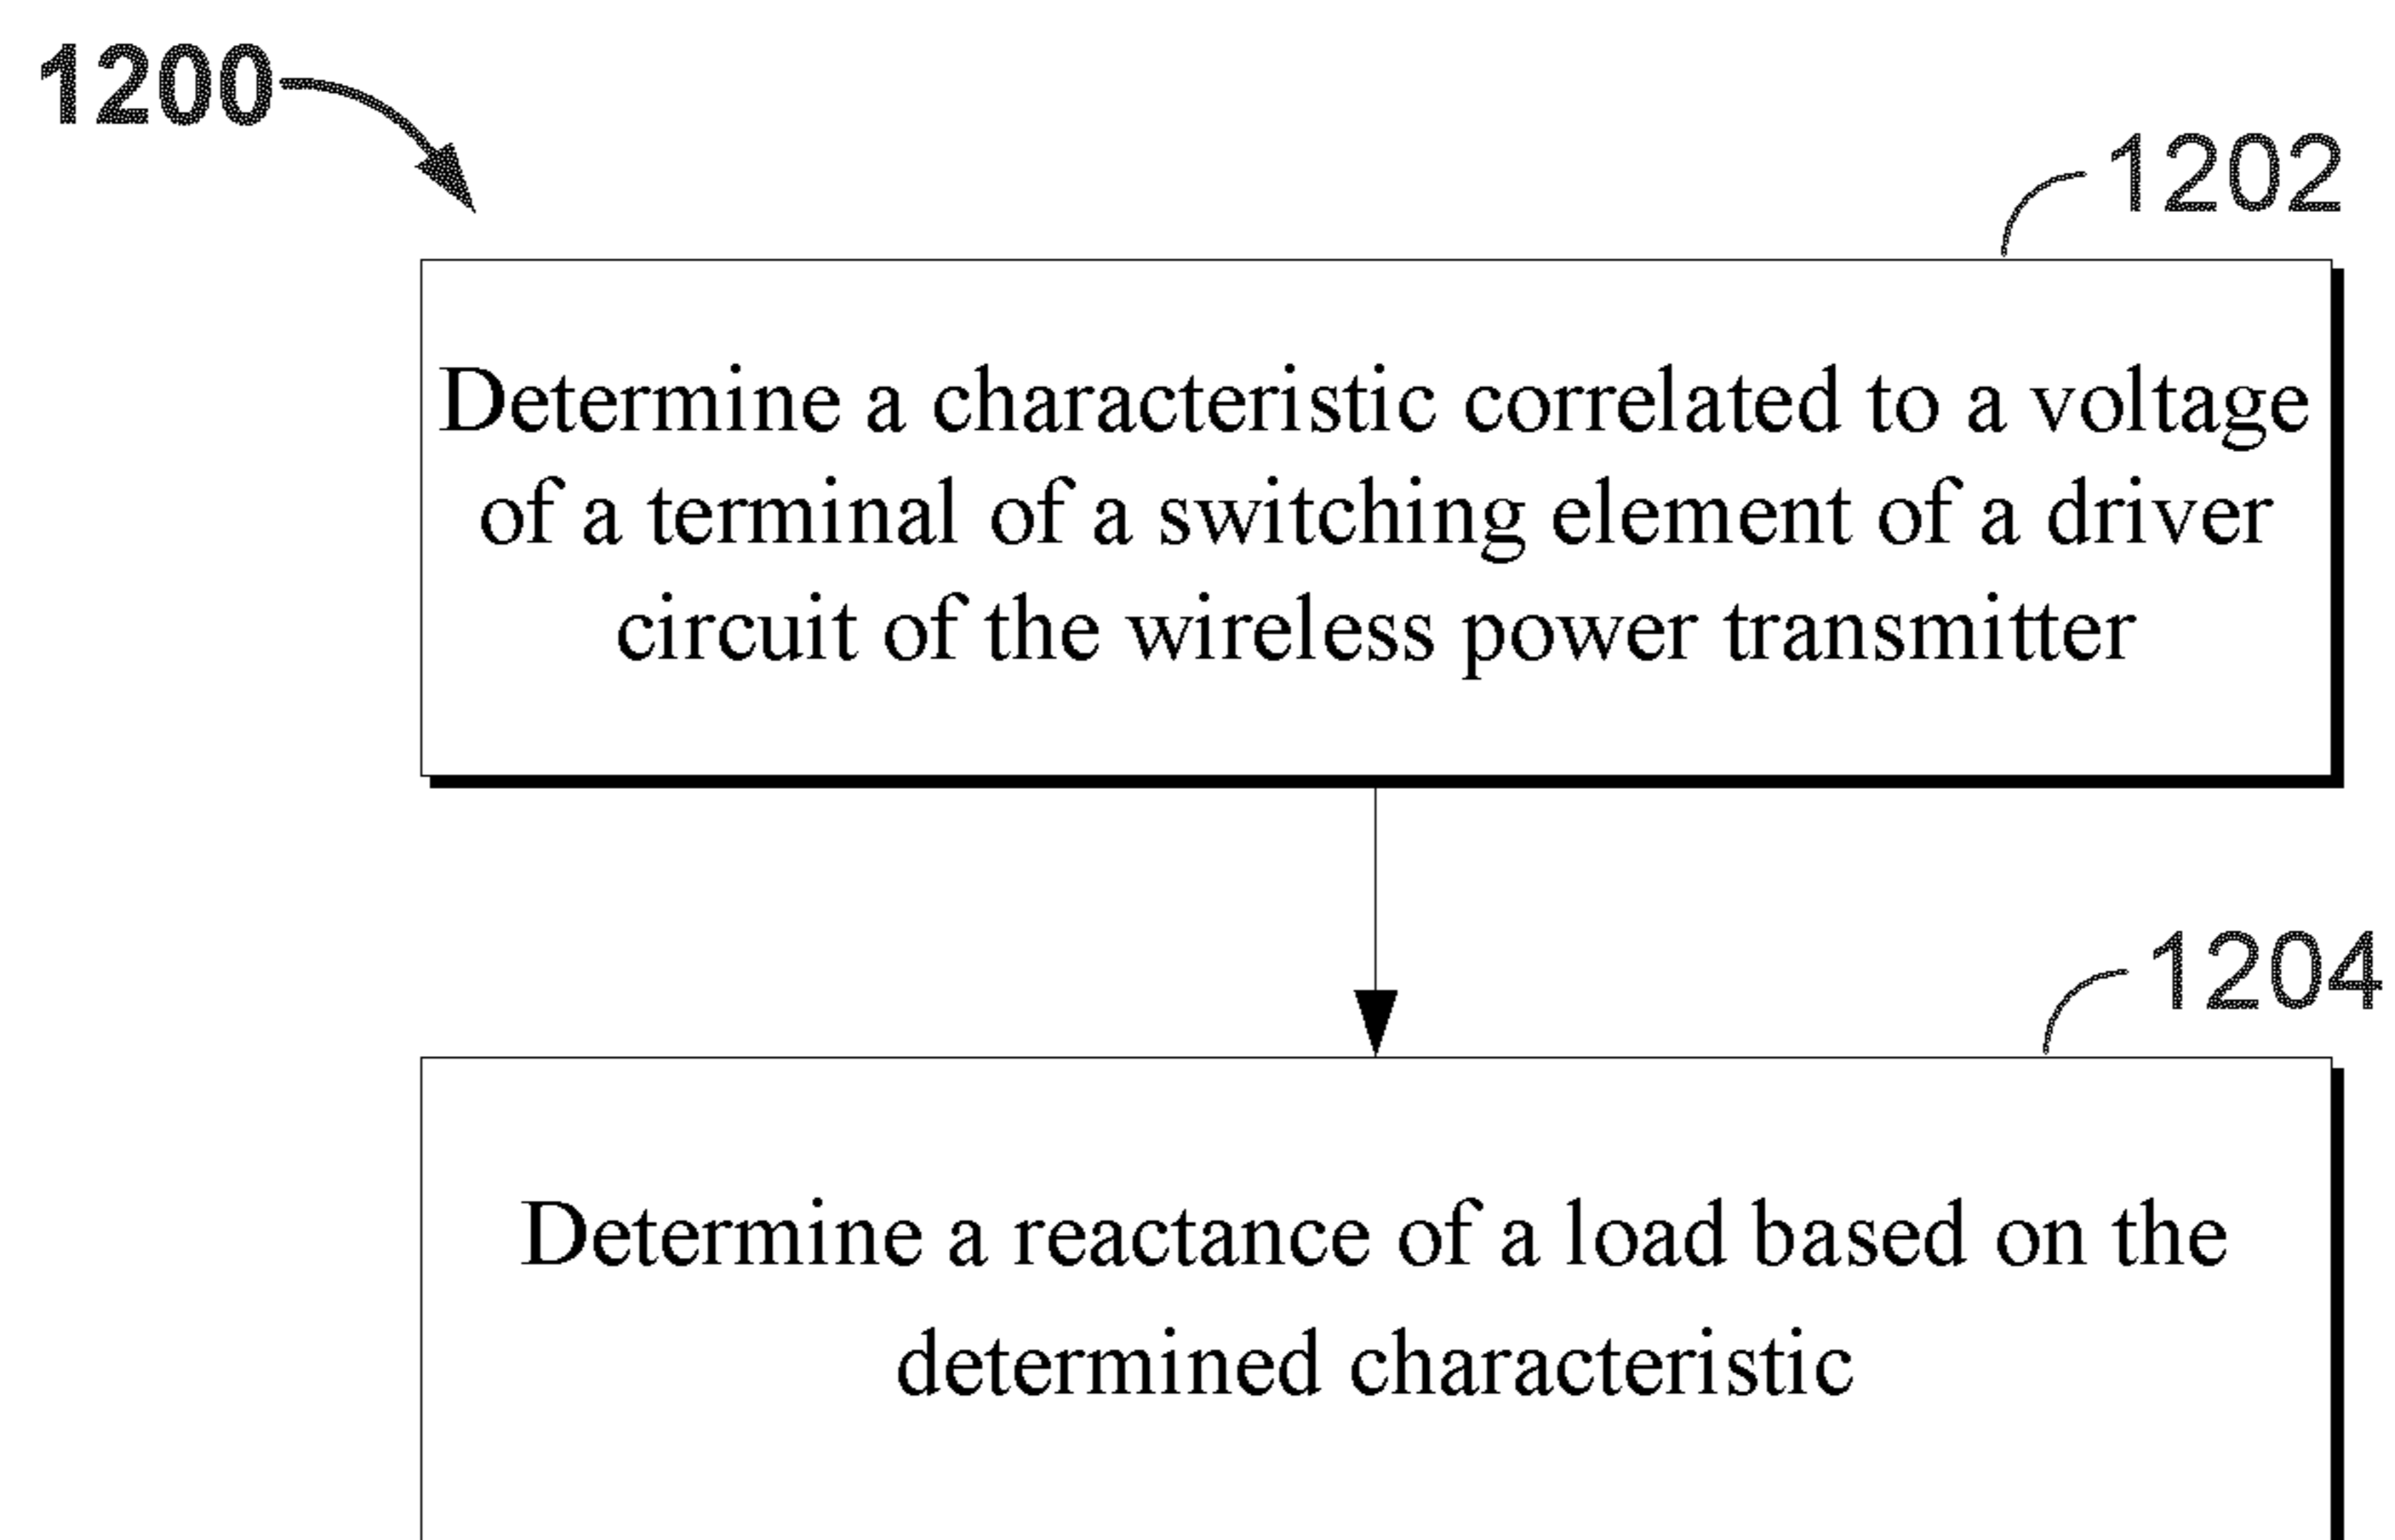 1200
1202
Determine a characteristic correlated to a voltage
of a terminal of a switching element of a driver
circuit of the wireless power transmitter
1204
Determine a reactance of a load based on the
determined characteristic